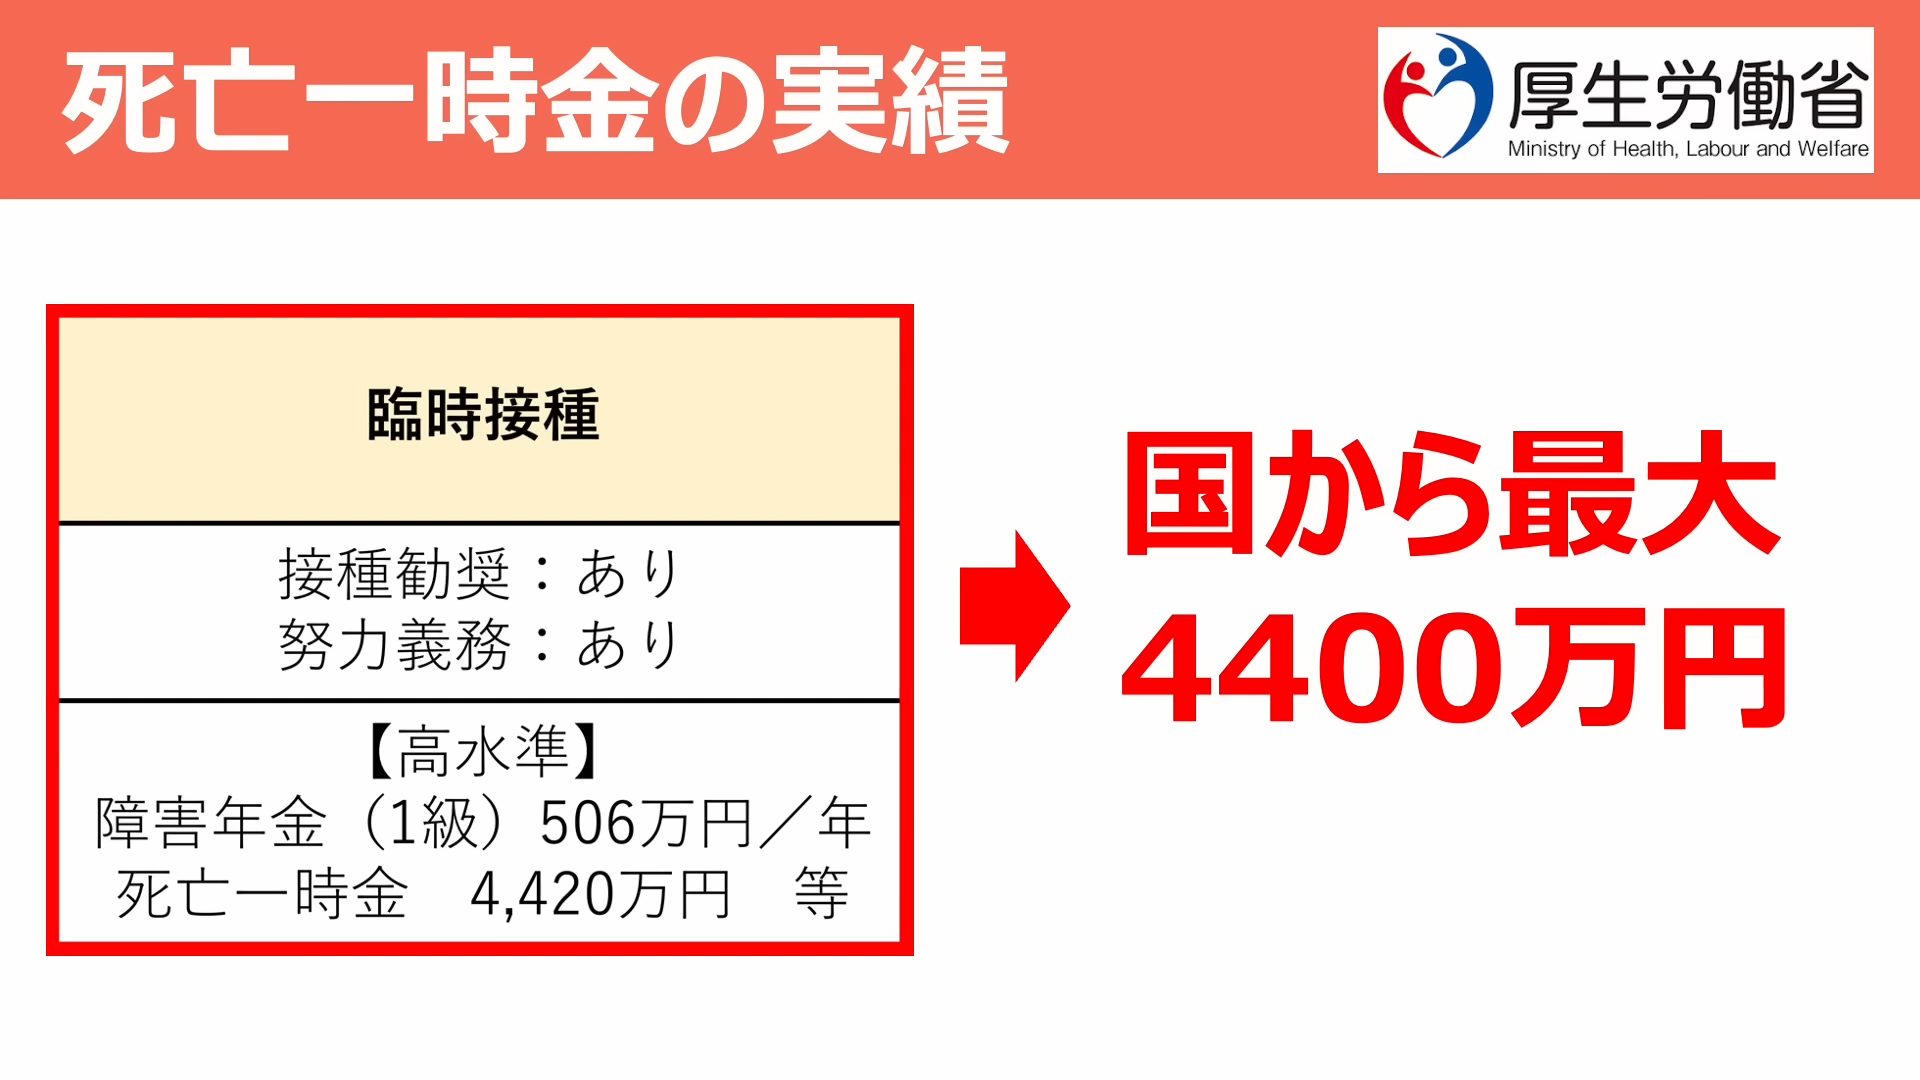 死亡一時金の実績
厚生労働省
Ministry of Health, Labour and Welfare
臨時接種
接種勧奨：あり
努力義務：あり
【高水準】
障害年金（1級）506万円／年
死亡一時金　4,420万円　等
国から最大
4400万円